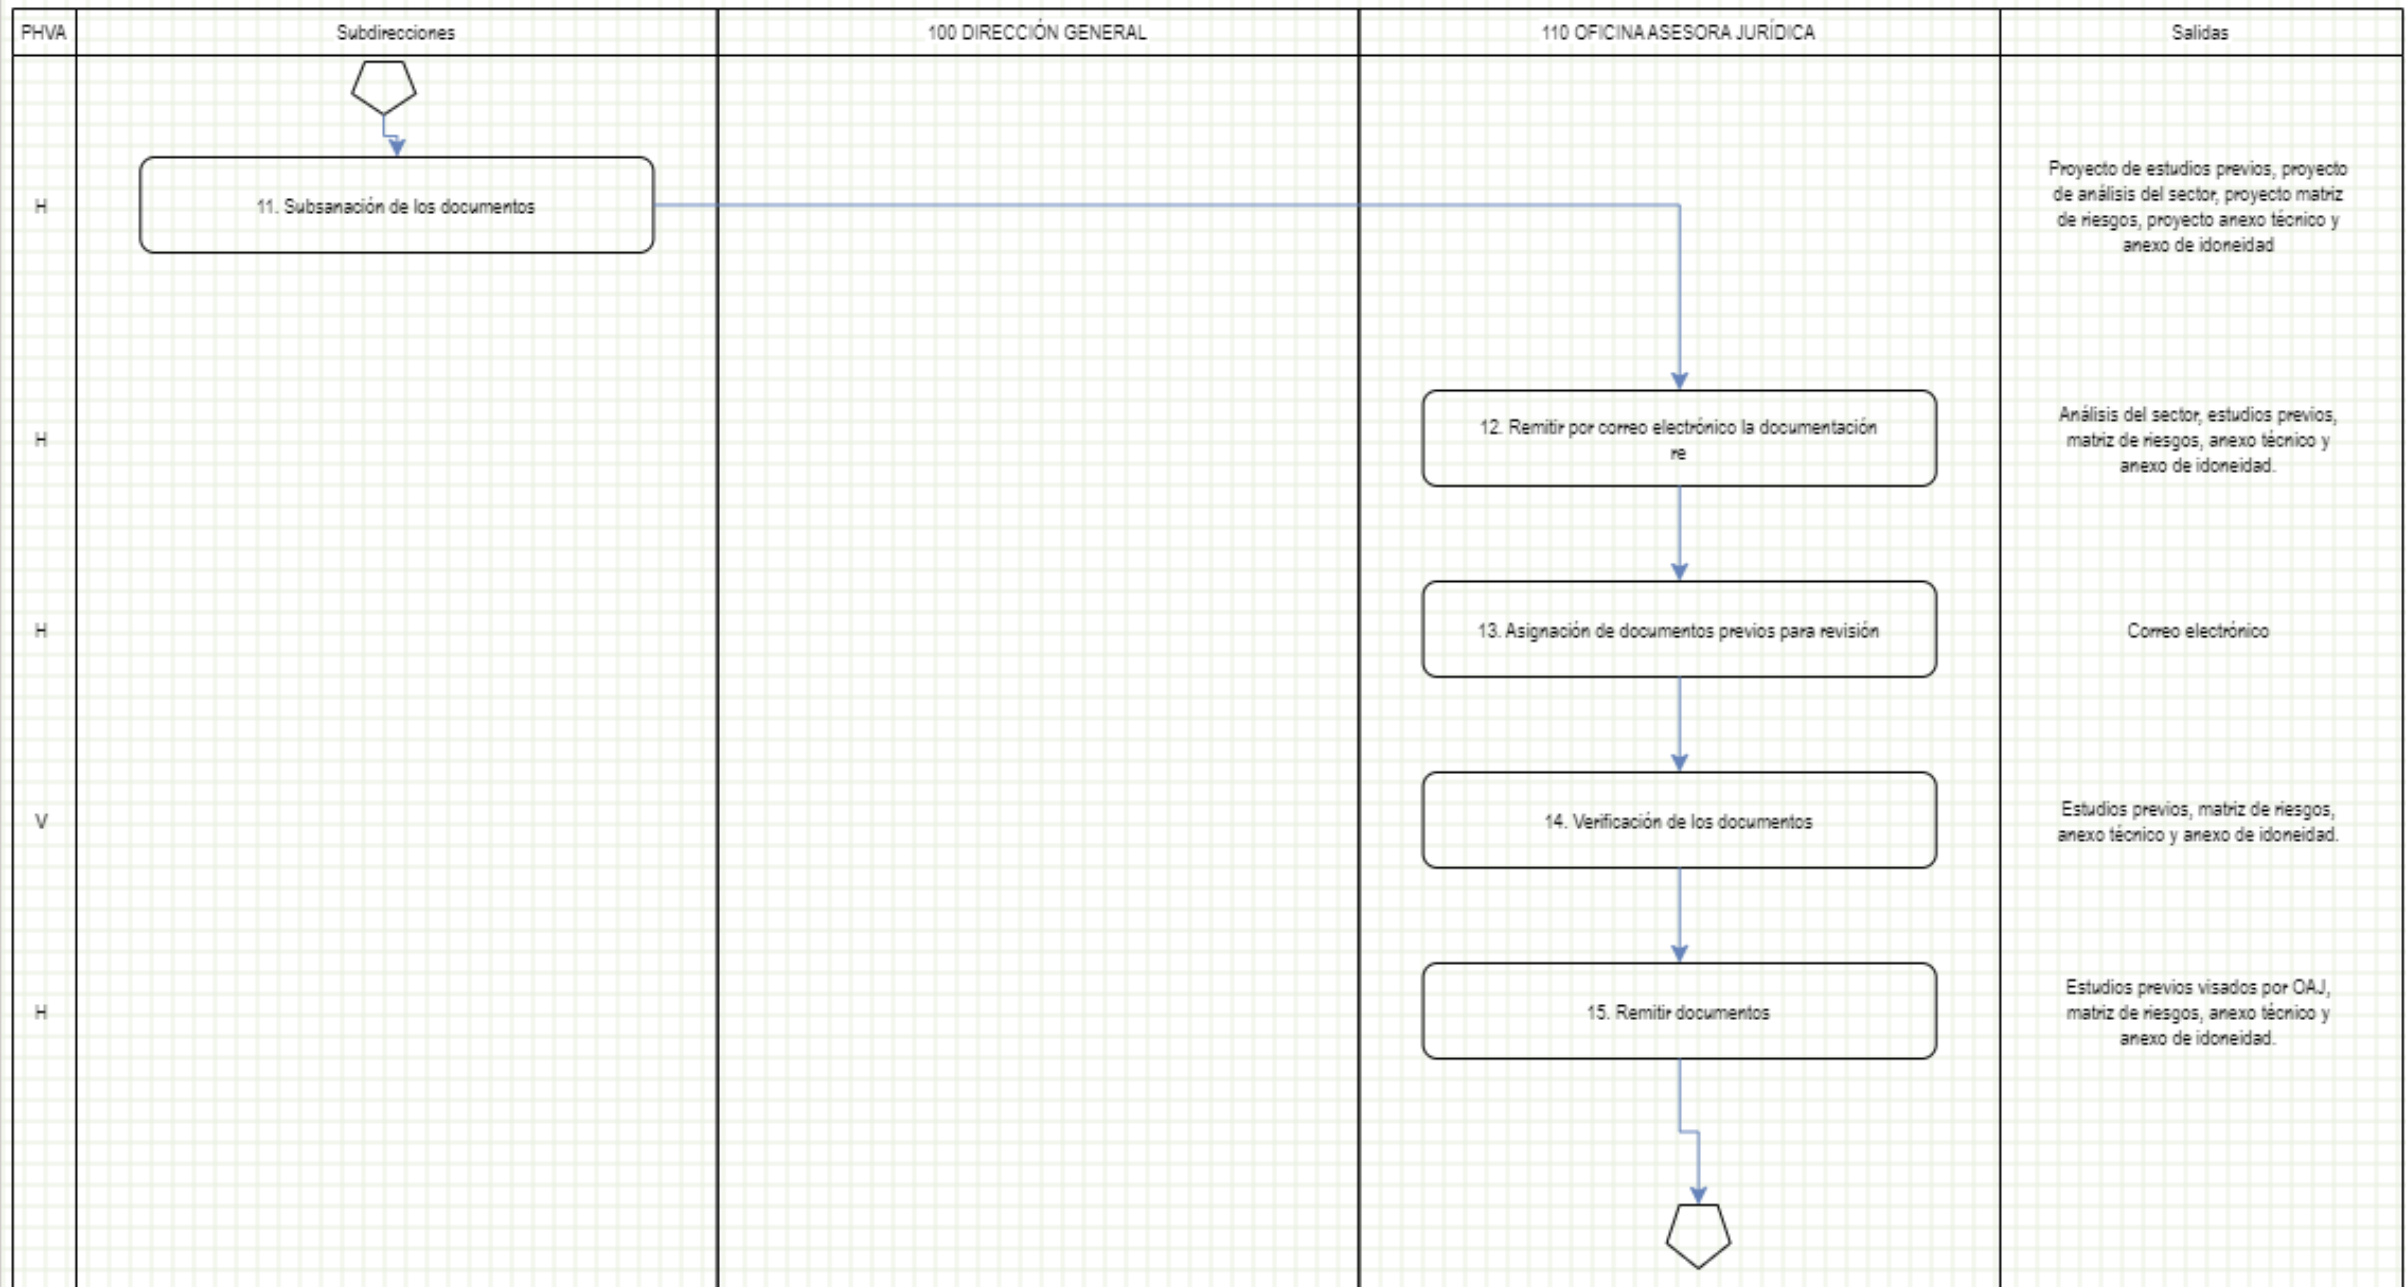 PHVA
Subdirecciones
100 DIRECCIÓN GENERAL
110 OFICINA ASESORA JURÍDICA
Salidas
H
11. Subsanación de los documentos
Proyecto de estudios previos, proyecto
de análisis del sector, proyecto matriz
de riesgos, proyecto anexo técnico y
anexo de idoneidad
H
12. Remitir por correo electrónico la documentación
re
Análisis del sector, estudios previos,
matriz de riesgos, anexo técnico y
anexo de idoneidad.
H
13. Asignación de documentos previos para revisión
Correo electrónico
V
14. Verificación de los documentos
Estudios previos, matriz de riesgos,
anexo técnico y anexo de idoneidad.
H
15. Remitir documentos
Estudios previos visados por OAJ,
matriz de riesgos, anexo técnico y
anexo de idoneidad.